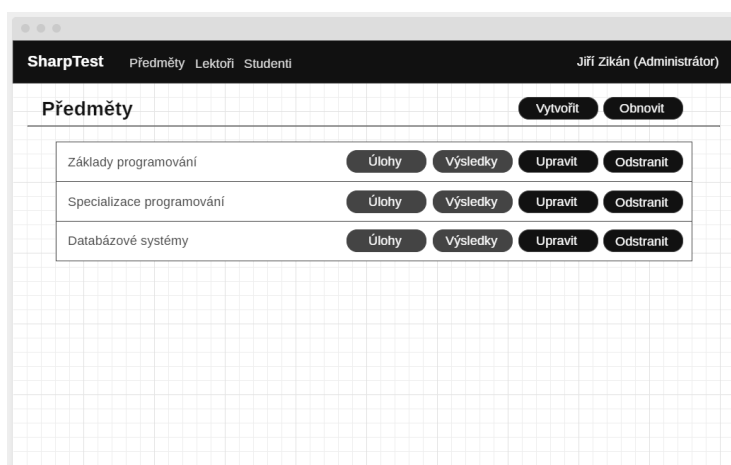 SharpTest Předměty Lektoři Studenti Jiří Zikán (Administrátor)
Předměty Vytvořit Obnovit
Základy programování Úlohy Výsledky Upravit Odstranit
Specializace programování Úlohy Výsledky Upravit Odstranit
Databázové systémy Úlohy Výsledky Upravit Odstranit